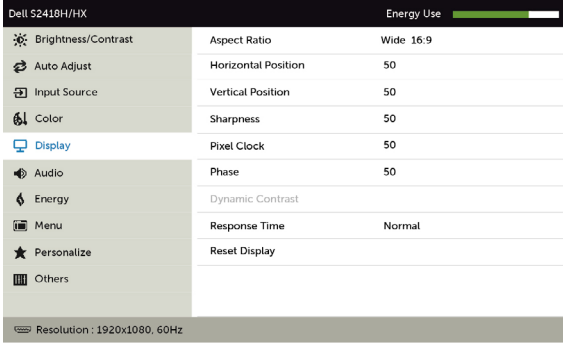 Dell S2418H/HX Energy Use
Brightness/Contrast
Auto Adjust
Input Source
Color
Display
Audio
Energy
Menu
Personalize
Others
Aspect Ratio Wide 16:9
Horizontal Position 50
Vertical Position 50
Sharpness 50
Pixel Clock 50
Phase 50
Dynamic Contrast
Response Time Normal
Reset Display
Resolution : 1920x1080, 60Hz